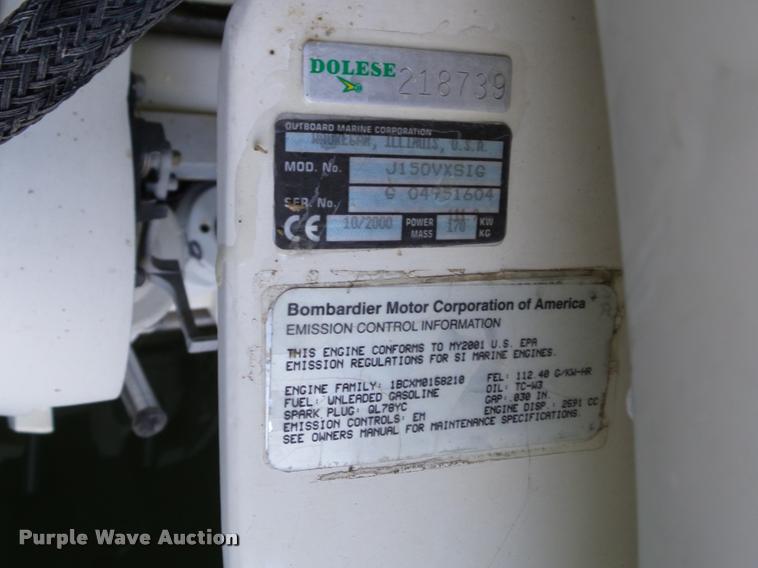 DOLESE 218739
OUTBOARD MARINE CORPORATION
WAUKEGAN, ILLINOIS, U.S.A.
MOD. No. J150VXSIG
SER. No. G 04951604
CE 10/2000 POWER KW
MASS 170 KG
Bombardier Motor Corporation of America
EMISSION CONTROL INFORMATION
THIS ENGINE CONFORMS TO MY2001 U.S. EPA
EMISSION REGULATIONS FOR SI MARINE ENGINES.
ENGINE FAMILY: 1BCXM0158210 FEL: 112.40 G/KW-HR
FUEL: UNLEADED GASOLINE OIL: TC-W3
SPARK PLUG: QL78YC GAP: .030 IN.
EMISSION CONTROLS: EM ENGINE DISP.: 2591 CC
SEE OWNERS MANUAL FOR MAINTENANCE SPECIFICATIONS.
Purple Wave Auction